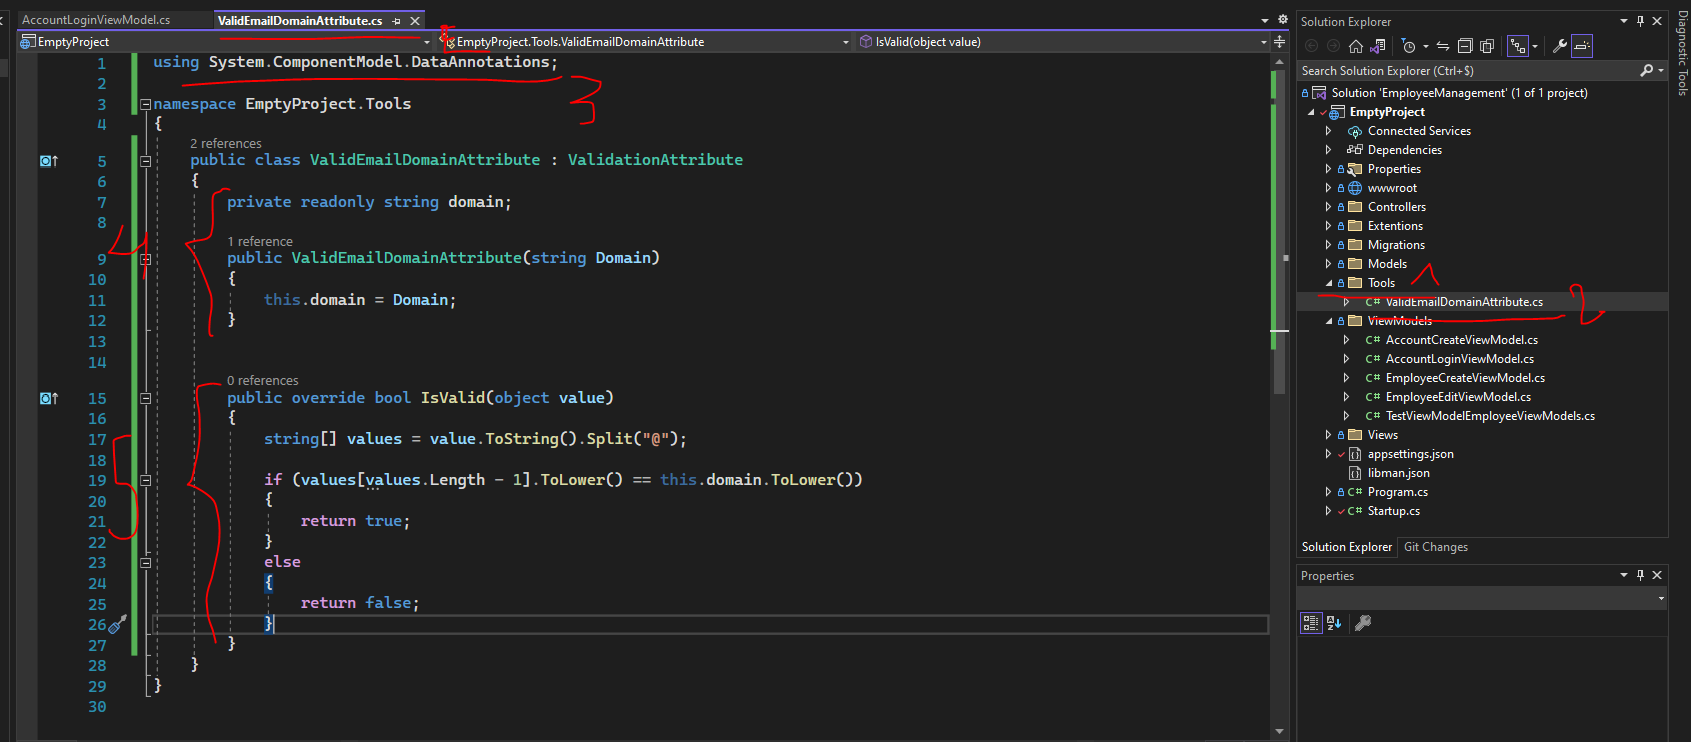 AccountLoginViewModel.cs
ValidEmailDomainAttribute.cs
EmptyProject
EmptyProject.Tools.ValidEmailDomainAttribute
IsValid(object value)
1 using System.ComponentModel.DataAnnotations;
2
3 namespace EmptyProject.Tools
3
4 {
2 references
5 public class ValidEmailDomainAttribute : ValidationAttribute
6 {
7 private readonly string domain;
8
1 reference
4
9 public ValidEmailDomainAttribute(string Domain)
10 {
11 this.domain = Domain;
12 }
13
14
0 references
15 public override bool IsValid(object value)
16 {
17 string[] values = value.ToString().Split("@");
18
5
19 if (values[values.Length - 1].ToLower() == this.domain.ToLower())
20 {
21 return true;
22 }
23 else
24 {
25 return false;
26 }
27 }
28 }
29 }
30
Solution Explorer
Search Solution Explorer (Ctrl+$)
Solution 'EmployeeManagement' (1 of 1 project)
EmptyProject
Connected Services
C# Dependencies
Properties
wwwroot
Controllers
Extentions
Migrations
Models
Tools 1
C# ValidEmailDomainAttribute.cs 2
ViewModels
C# AccountCreateViewModel.cs
C# AccountLoginViewModel.cs
C# EmployeeCreateViewModel.cs
C# EmployeeEditViewModel.cs
C# TestViewModelEmployeeViewModels.cs
Views
appsettings.json
libman.json
C# Program.cs
C# Startup.cs
Solution Explorer
Git Changes
Properties
Diagnostic Tools